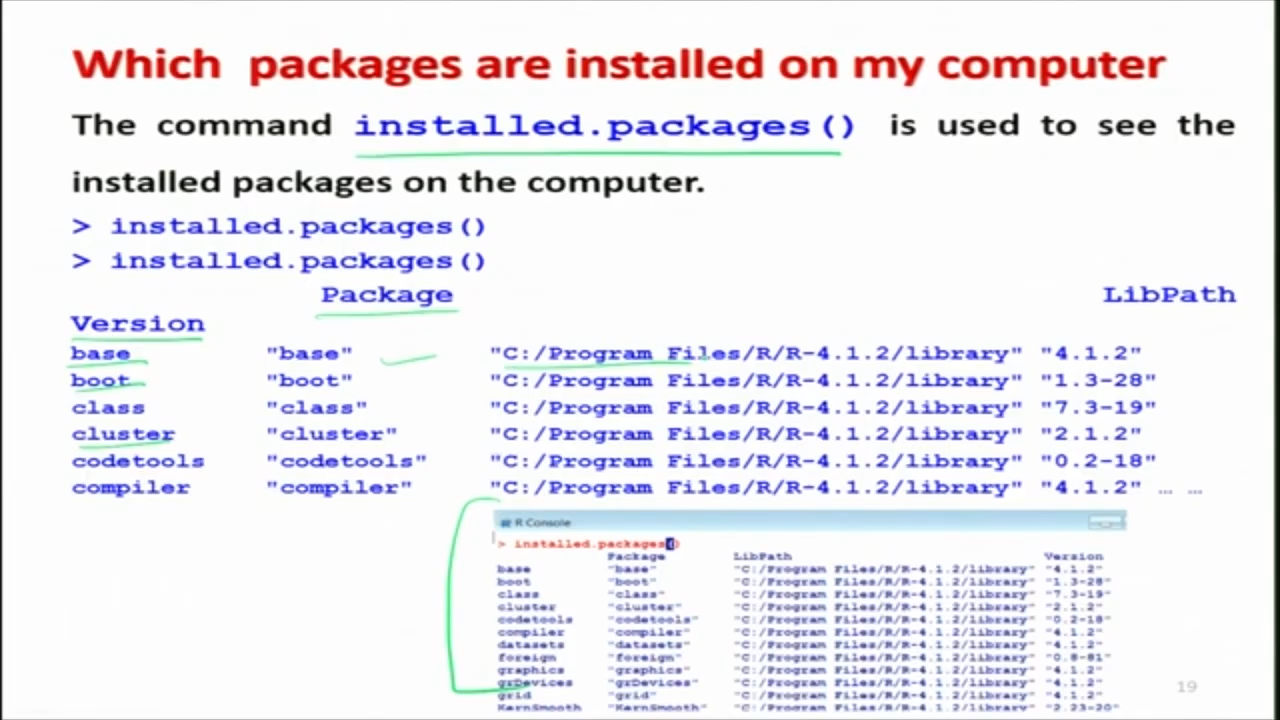 Which packages are installed on my computer
The command installed.packages() is used to see the
installed packages on the computer.
> installed.packages()
> installed.packages()
Package LibPath
Version
base "base" "C:/Program Files/R/R-4.1.2/library" "4.1.2"
boot "boot" "C:/Program Files/R/R-4.1.2/library" "1.3-28"
class "class" "C:/Program Files/R/R-4.1.2/library" "7.3-19"
cluster "cluster" "C:/Program Files/R/R-4.1.2/library" "2.1.2"
codetools "codetools" "C:/Program Files/R/R-4.1.2/library" "0.2-18"
compiler "compiler" "C:/Program Files/R/R-4.1.2/library" "4.1.2" … …
R Console
> installed.packages()
Package LibPath Version
base "base" "C:/Program Files/R/R-4.1.2/library" "4.1.2"
boot "boot" "C:/Program Files/R/R-4.1.2/library" "1.3-28"
class "class" "C:/Program Files/R/R-4.1.2/library" "7.3-19"
cluster "cluster" "C:/Program Files/R/R-4.1.2/library" "2.1.2"
codetools "codetools" "C:/Program Files/R/R-4.1.2/library" "0.2-18"
compiler "compiler" "C:/Program Files/R/R-4.1.2/library" "4.1.2"
datasets "datasets" "C:/Program Files/R/R-4.1.2/library" "4.1.2"
foreign "foreign" "C:/Program Files/R/R-4.1.2/library" "0.8-81"
graphics "graphics" "C:/Program Files/R/R-4.1.2/library" "4.1.2"
grDevices "grDevices" "C:/Program Files/R/R-4.1.2/library" "4.1.2"
grid "grid" "C:/Program Files/R/R-4.1.2/library" "4.1.2"
KernSmooth "KernSmooth" "C:/Program Files/R/R-4.1.2/library" "2.23-20"
19